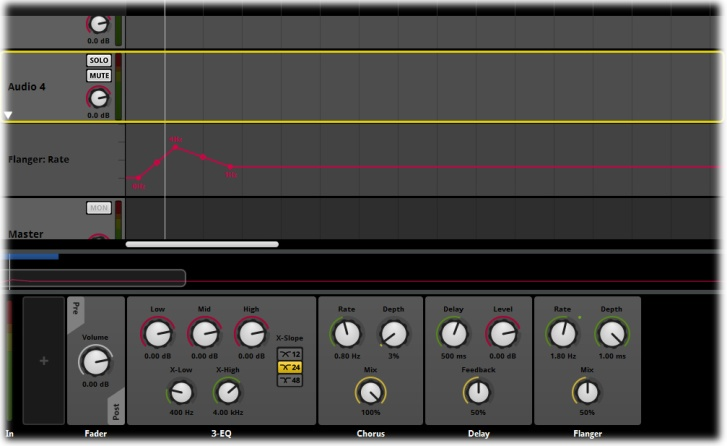 0.0 dB
SOLO
MUTE
Audio 4
0.0 dB
Flanger: Rate
MON
Master
Pre
Volume
0.00 dB
Post
Low Mid High
0.00 dB 0.00 dB 0.00 dB
X-Slope
12
24
48
X-Low X-High
400 Hz 4.00 kHz
Rate Depth
0.80 Hz 3%
Mix
100%
Delay Level
500 ms 0.00 dB
Feedback
50%
Rate Depth
1.80 Hz 1.00 ms
Mix
50%
In Fader 3-EQ Chorus Delay Flanger